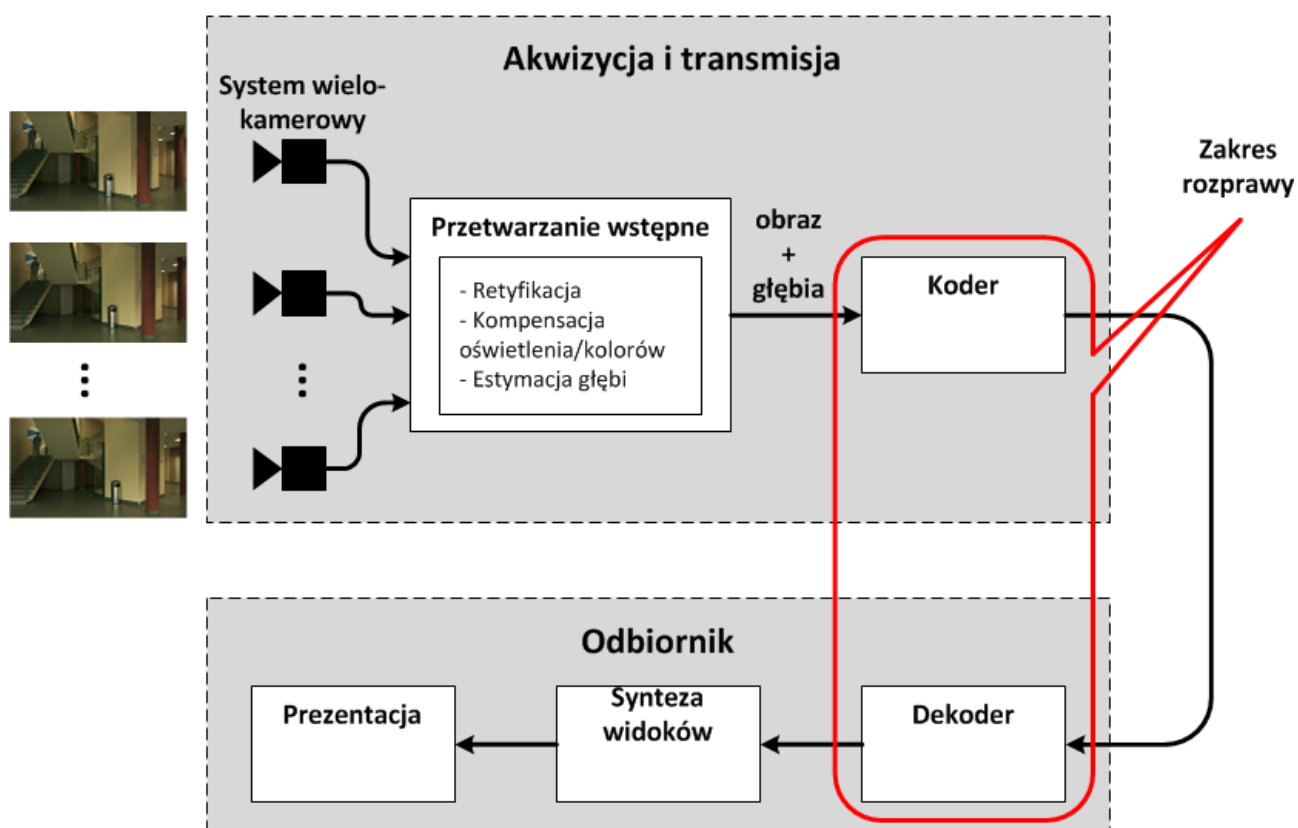 Akwizycja i transmisja
System wielo-
kamerowy
Zakres
rozprawy
Przetwarzanie wstępne
- Retyfikacja
- Kompensacja
oświetlenia/kolorów
- Estymacja głębi
obraz
+
głębia
Koder
Odbiornik
Prezentacja
Synteza
widoków
Dekoder